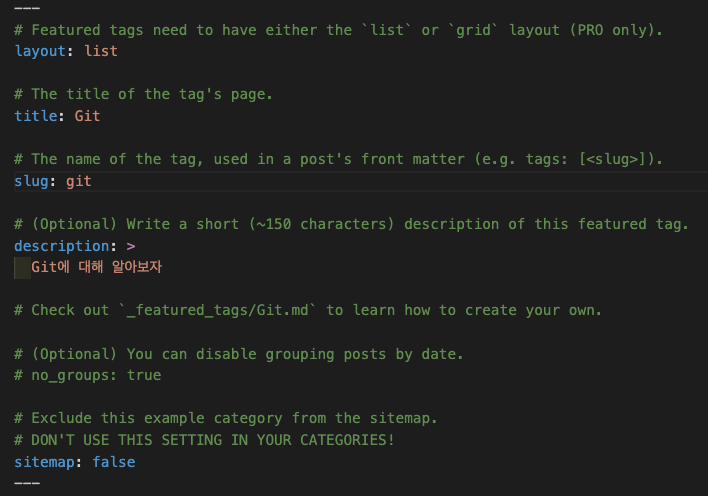 ---
# Featured tags need to have either the `list` or `grid` layout (PRO only).
layout: list
# The title of the tag's page.
title: Git
# The name of the tag, used in a post's front matter (e.g. tags: [<slug>]).
slug: git
# (Optional) Write a short (~150 characters) description of this featured tag.
description: >
  Git에 대해 알아보자
# Check out `_featured_tags/Git.md` to learn how to create your own.
# (Optional) You can disable grouping posts by date.
# no_groups: true
# Exclude this example category from the sitemap.
# DON'T USE THIS SETTING IN YOUR CATEGORIES!
sitemap: false
---